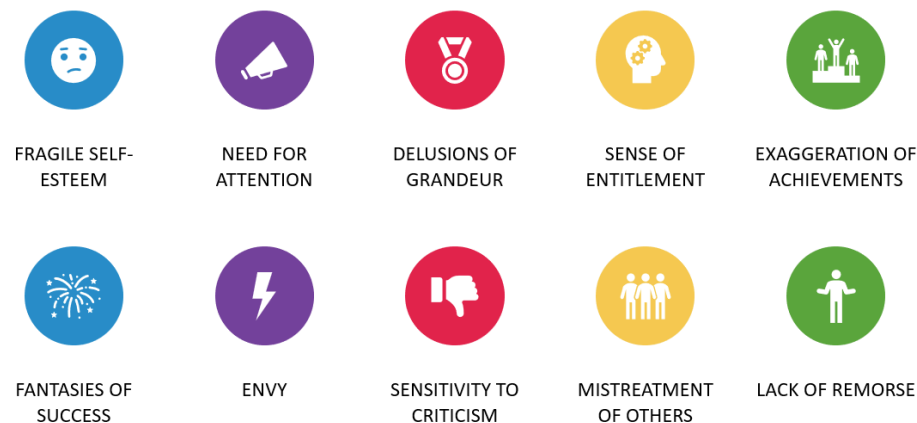 FRAGILE SELF-
ESTEEM
NEED FOR
ATTENTION
DELUSIONS OF
GRANDEUR
SENSE OF
ENTITLEMENT
EXAGGERATION OF
ACHIEVEMENTS
FANTASIES OF
SUCCESS
ENVY
SENSITIVITY TO
CRITICISM
MISTREATMENT
OF OTHERS
LACK OF REMORSE